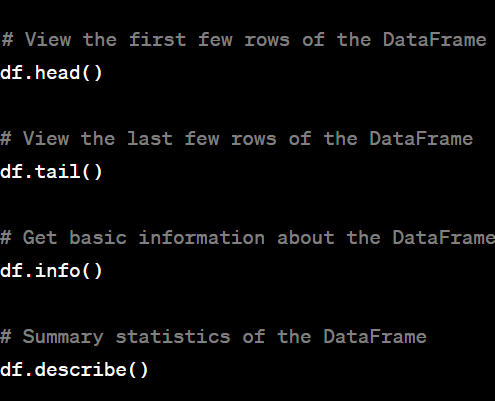 # View the first few rows of the DataFrame
df.head()
# View the last few rows of the DataFrame
df.tail()
# Get basic information about the DataFrame
df.info()
# Summary statistics of the DataFrame
df.describe()